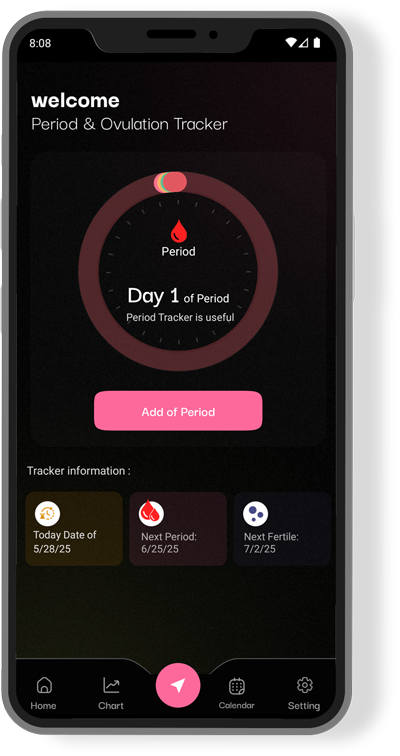 8:08
welcome
Period & Ovulation Tracker
Period
Day 1 of Period
Period Tracker is useful
Add of Period
Tracker information :
Today Date of
5/28/25
Next Period:
6/25/25
Next Fertile:
7/2/25
Home
Chart
Calendar
Setting